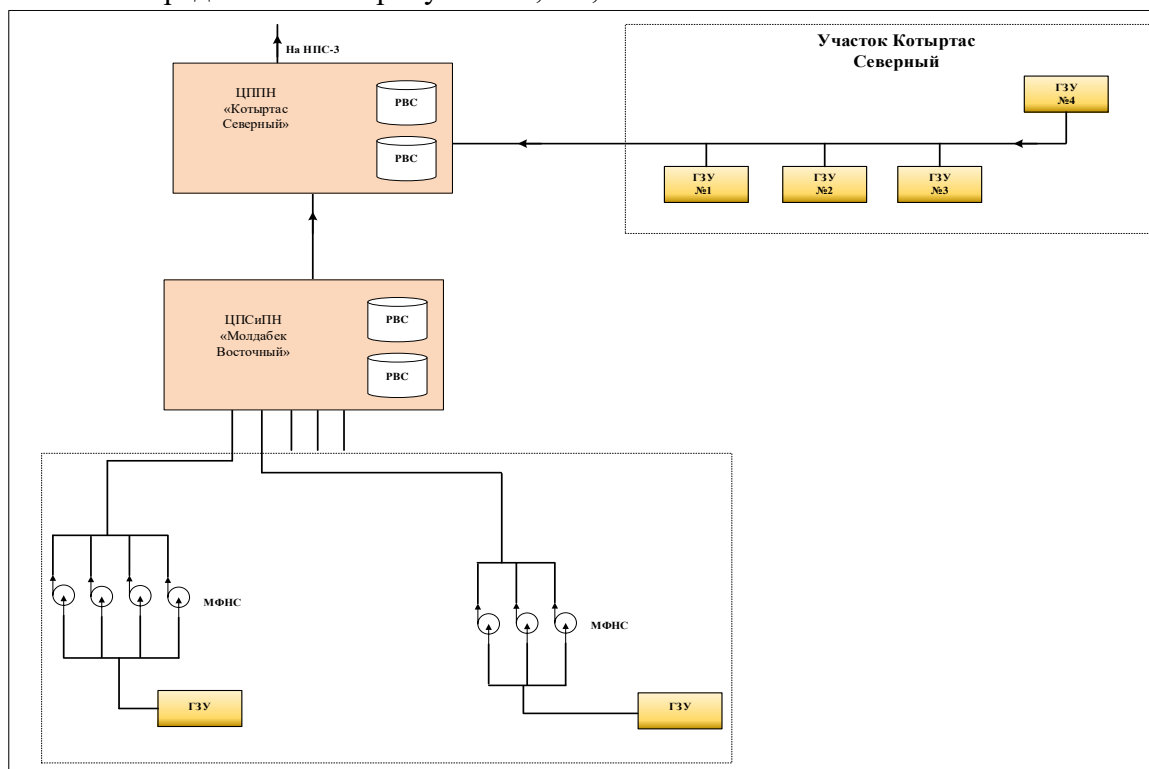 На НПС-3
ЦППН
«Котыртас
Северный»
РВС
РВС
Участок Котыртас
Северный
ГЗУ
№4
ГЗУ
№1
ГЗУ
№2
ГЗУ
№3
ЦПСиПН
«Молдабек
Восточный»
РВС
РВС
МФНС
МФНС
ГЗУ
ГЗУ